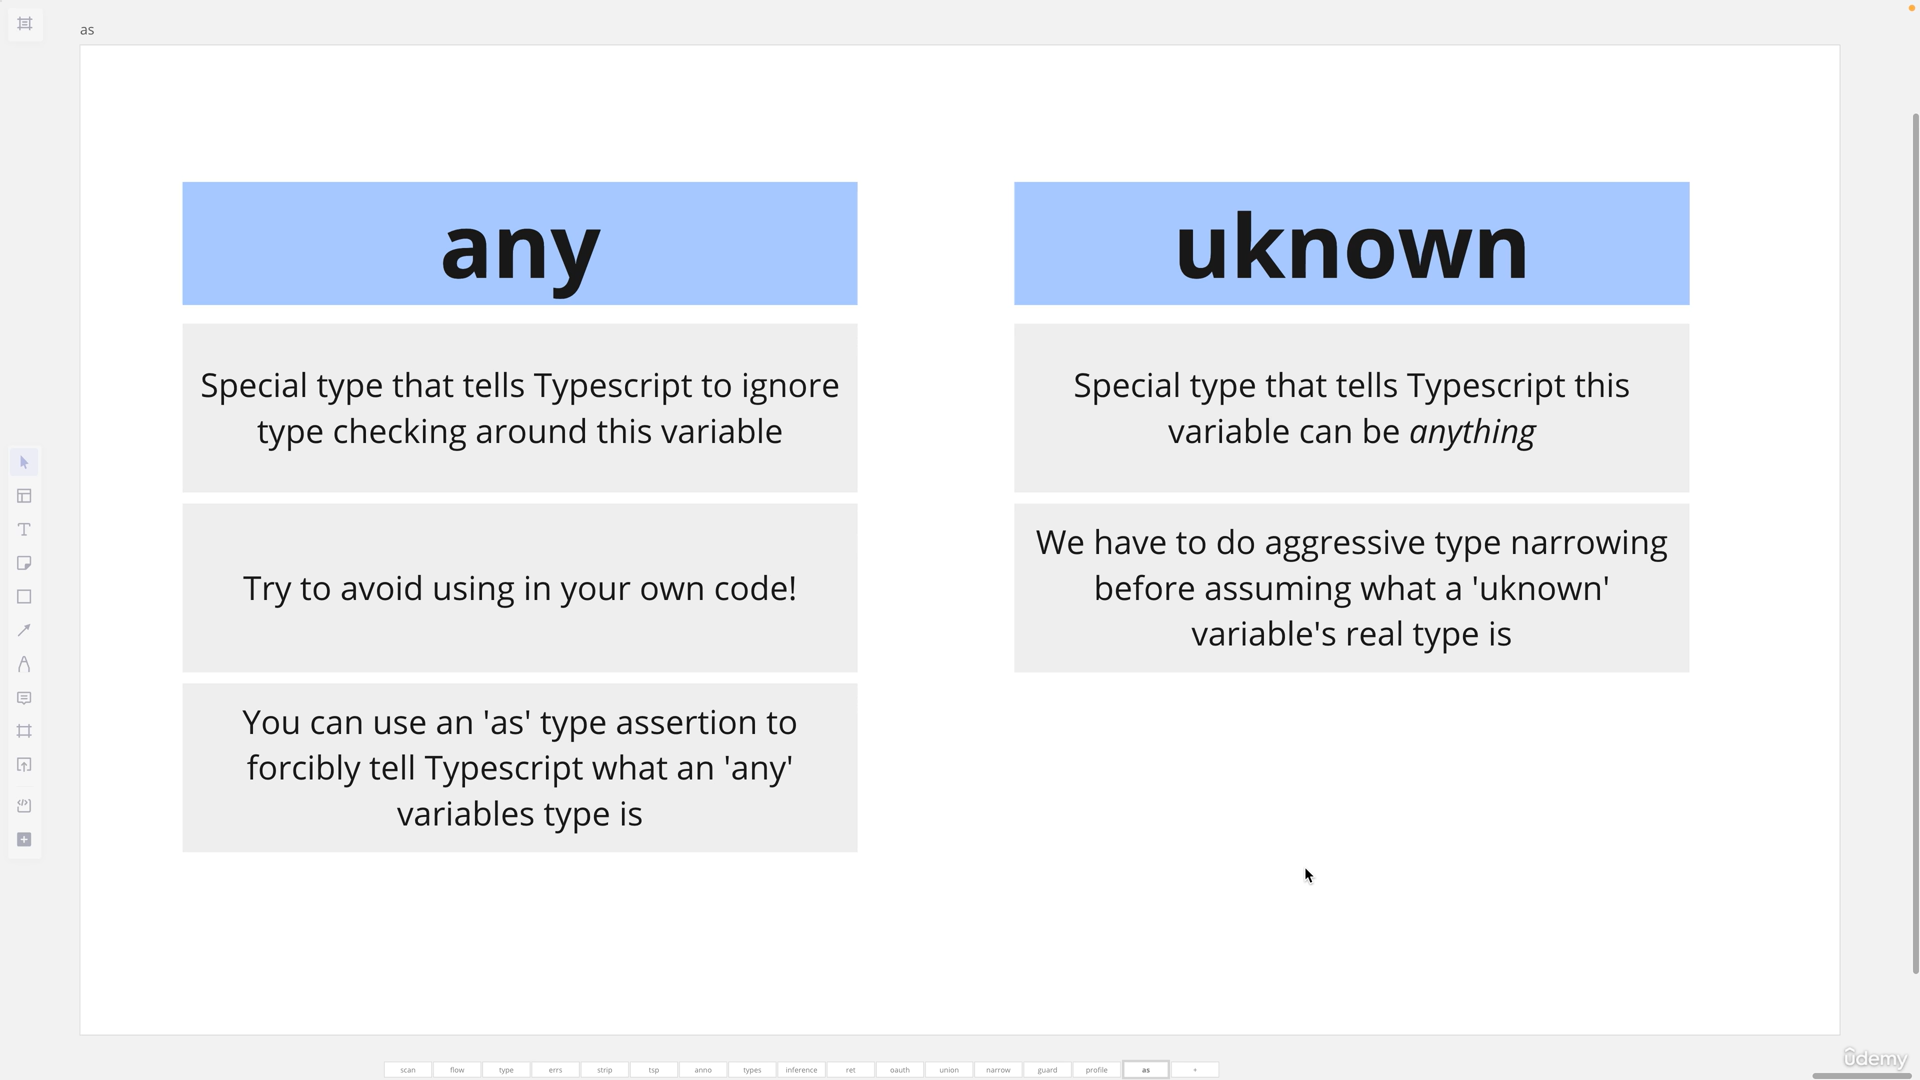 as
any
Special type that tells Typescript to ignore
type checking around this variable
Try to avoid using in your own code!
You can use an 'as' type assertion to
forcibly tell Typescript what an 'any'
variables type is
uknown
Special type that tells Typescript this
variable can be anything
We have to do aggressive type narrowing
before assuming what a 'uknown'
variable's real type is
scan flow type errs strip tsp anno types inference ret oauth union narrow guard profile as +
ûdemy